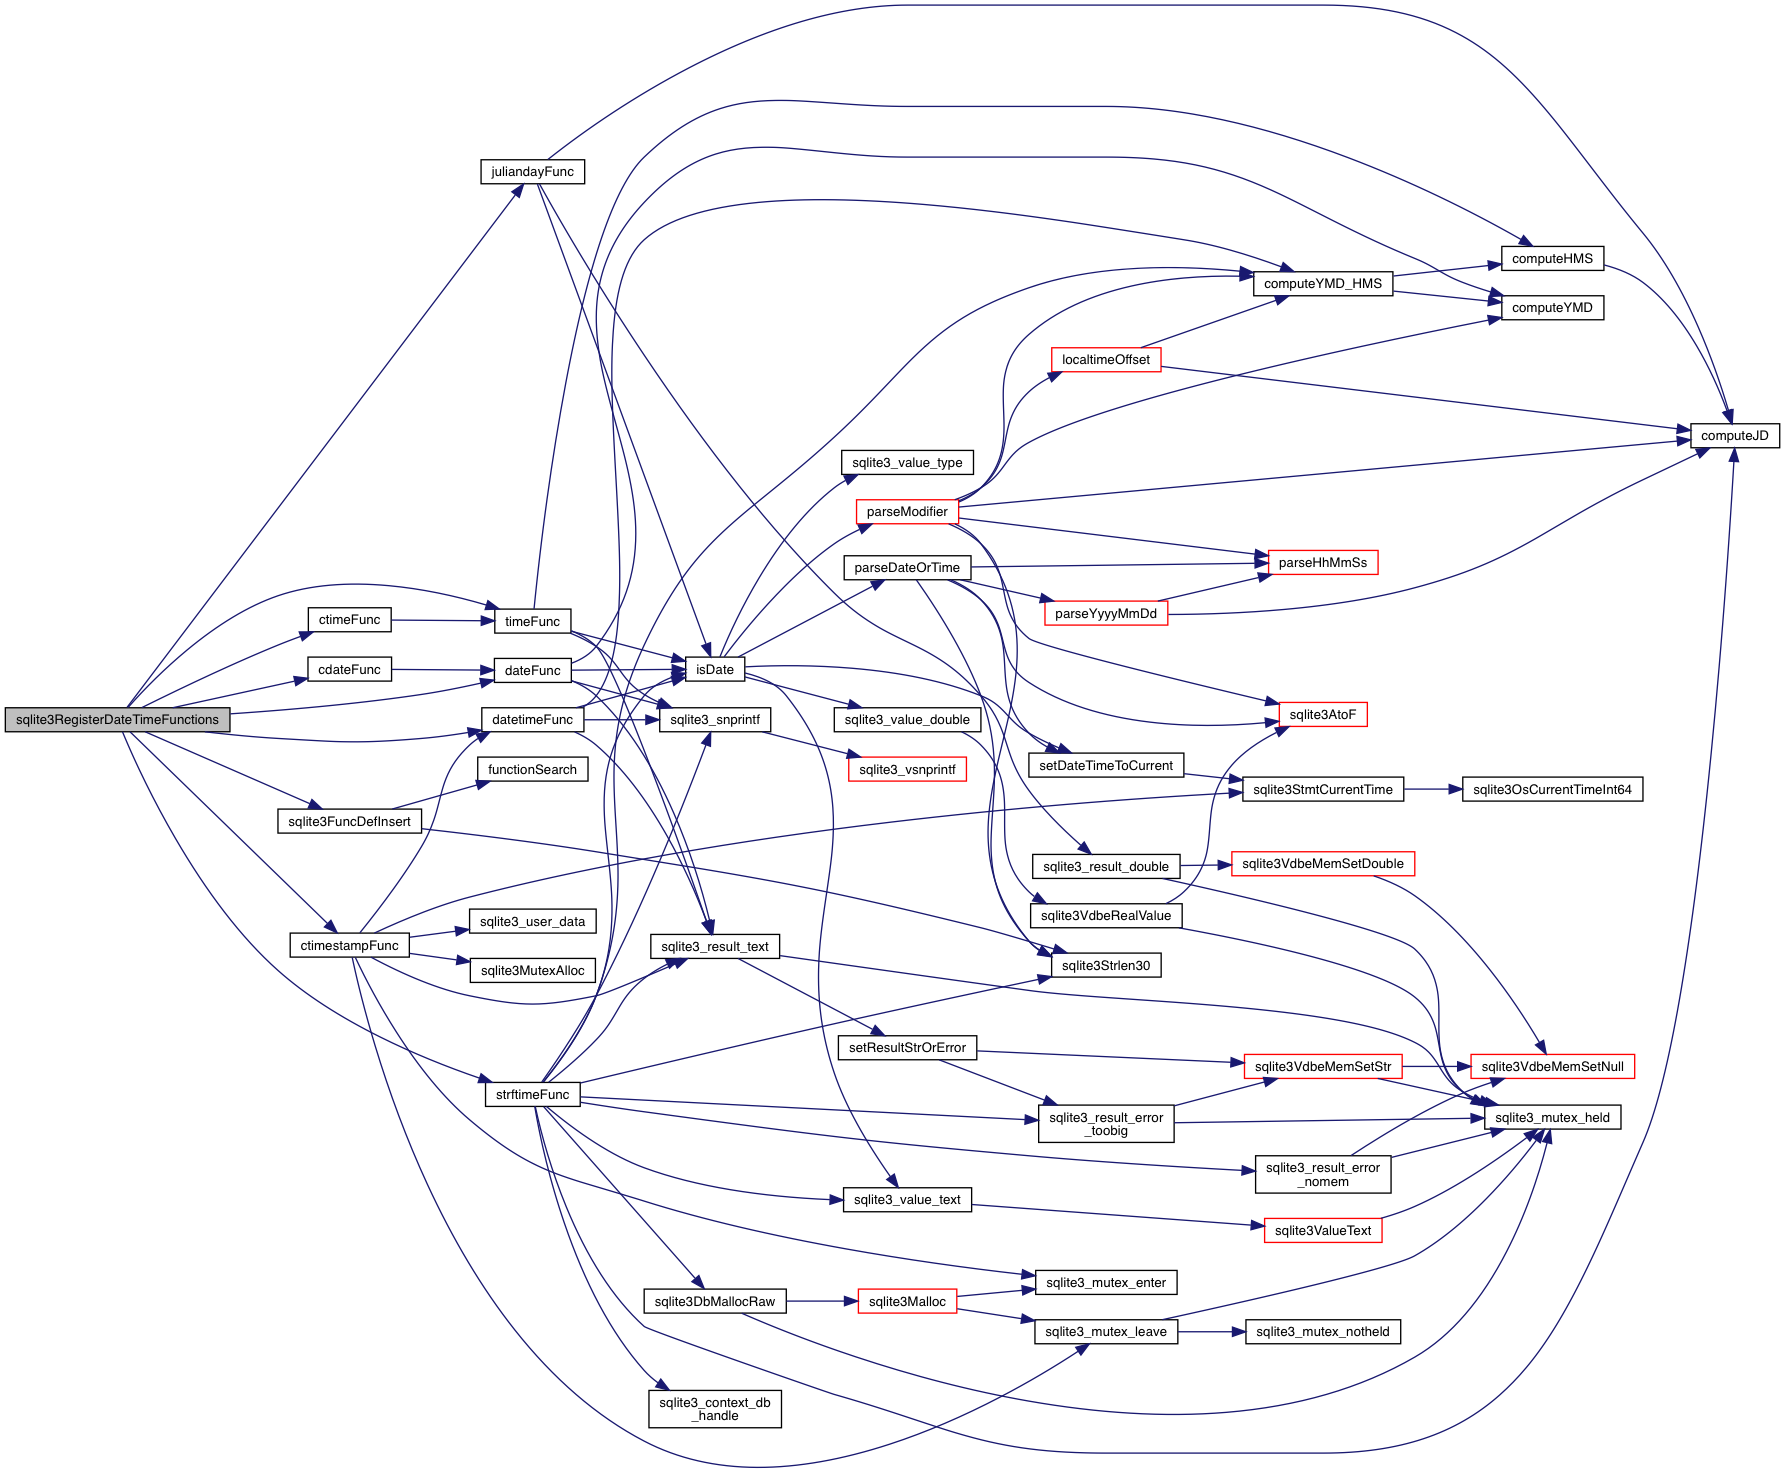 juliandayFunc
computeHMS
computeYMD_HMS
computeYMD
localtimeOffset
computeJD
sqlite3_value_type
parseModifier
parseHhMmSs
parseDateOrTime
parseYyyyMmDd
ctimeFunc
timeFunc
cdateFunc
dateFunc
isDate
sqlite3RegisterDateTimeFunctions
datetimeFunc
sqlite3_snprintf
sqlite3_value_double
sqlite3AtoF
functionSearch
sqlite3_vsnprintf
setDateTimeToCurrent
sqlite3StmtCurrentTime
sqlite3OsCurrentTimeInt64
sqlite3FuncDefInsert
sqlite3_result_double
sqlite3VdbeMemSetDouble
sqlite3_user_data
sqlite3VdbeRealValue
ctimestampFunc
sqlite3_result_text
sqlite3MutexAlloc
sqlite3Strlen30
setResultStrOrError
sqlite3VdbeMemSetStr
sqlite3VdbeMemSetNull
strftimeFunc
sqlite3_result_error
_toobig
sqlite3_mutex_held
sqlite3_result_error
_nomem
sqlite3_value_text
sqlite3ValueText
sqlite3_mutex_enter
sqlite3DbMallocRaw
sqlite3Malloc
sqlite3_mutex_leave
sqlite3_mutex_notheld
sqlite3_context_db
_handle